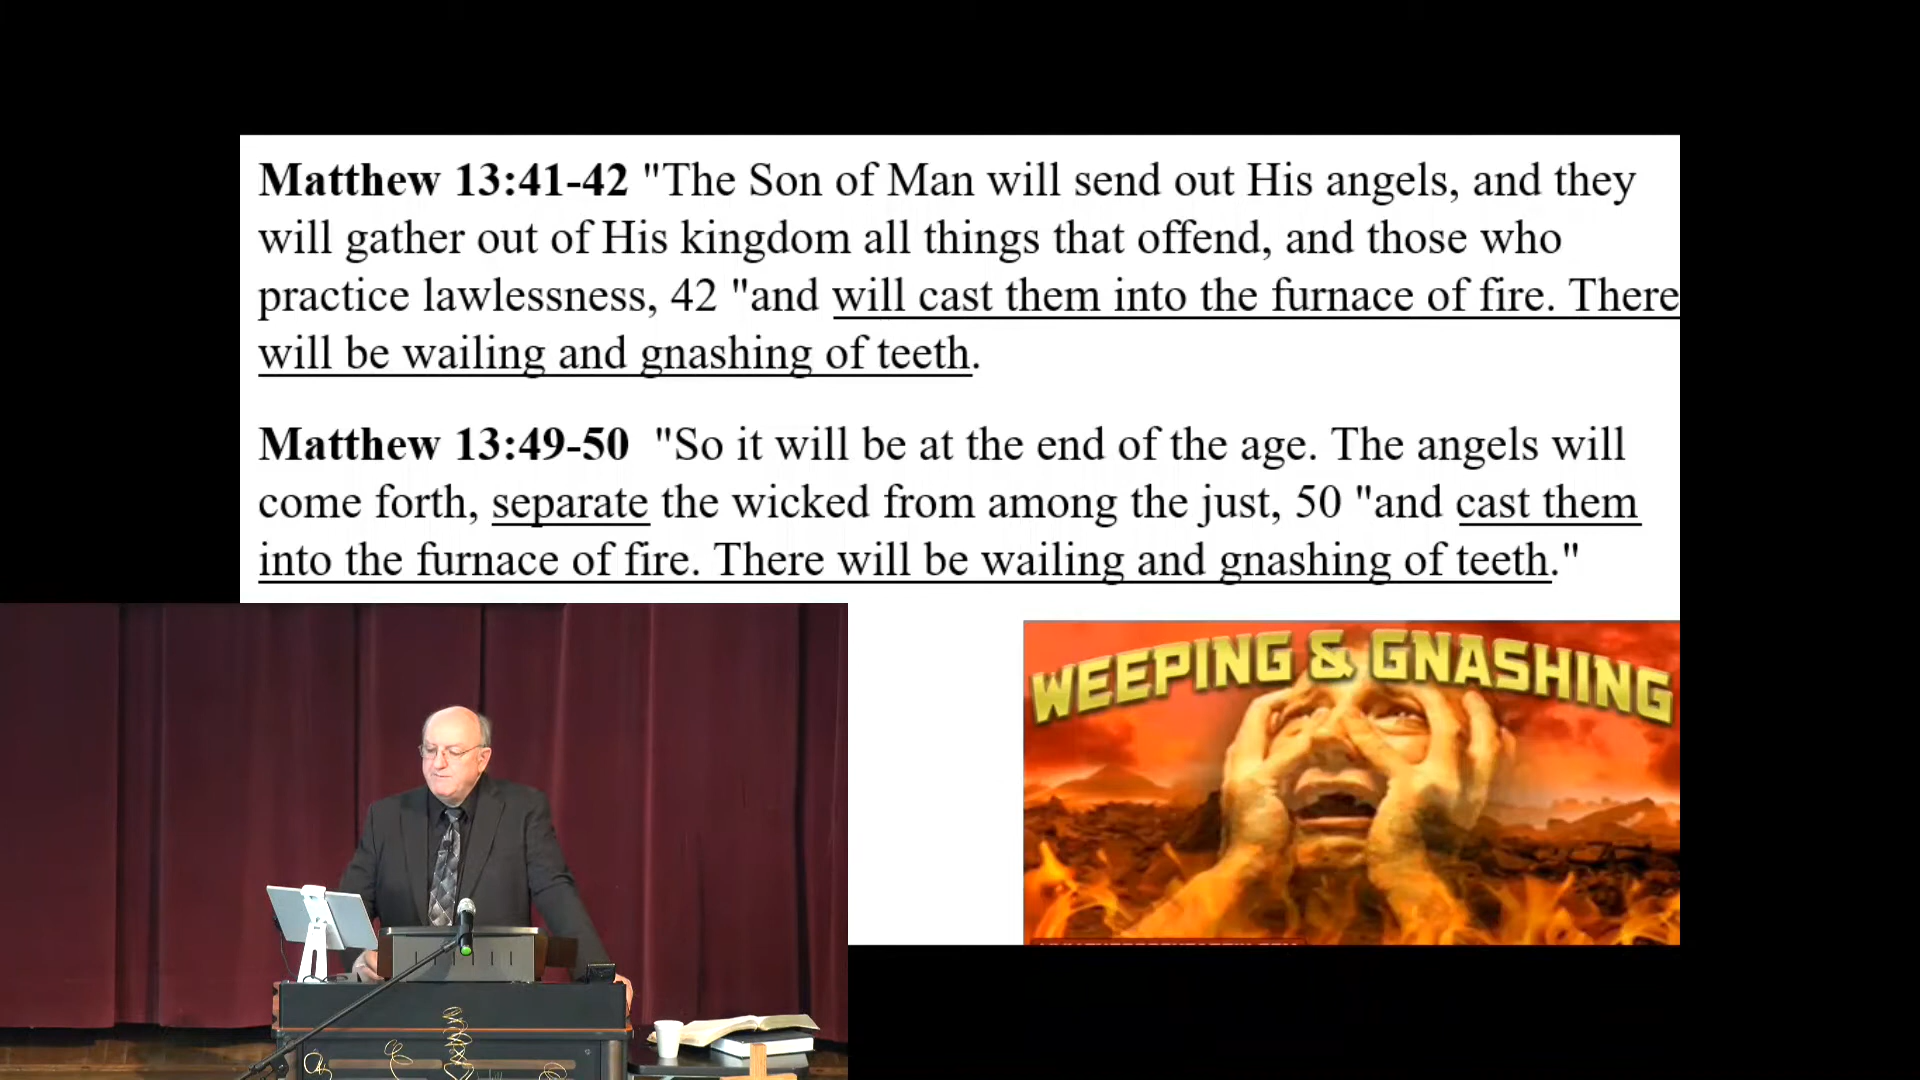 Matthew 13:41-42 "The Son of Man will send out His angels, and they
will gather out of His kingdom all things that offend, and those who
practice lawlessness, 42 "and will cast them into the furnace of fire. There
will be wailing and gnashing of teeth.
Matthew 13:49-50 "So it will be at the end of the age. The angels will
come forth, separate the wicked from among the just, 50 "and cast them
into the furnace of fire. There will be wailing and gnashing of teeth."
WEEPING & GNASHING